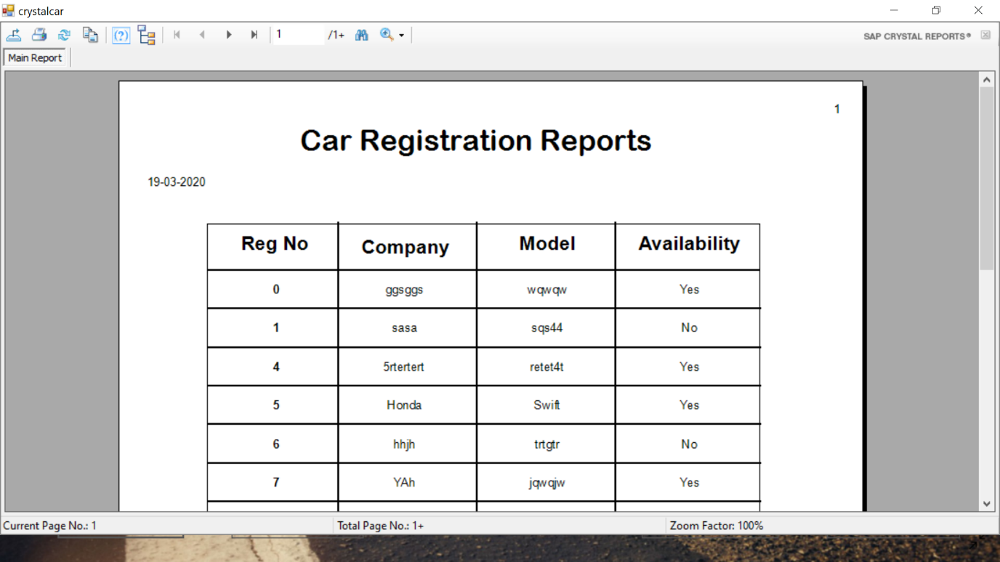 crystalcar
1 /1+ SAP CRYSTAL REPORTS®
Main Report
1
Car Registration Reports
19-03-2020
Reg No Company Model Availability
0 ggsggs wqwqw Yes
1 sasa sqs44 No
4 5rtertert retet4t Yes
5 Honda Swift Yes
6 hhjh trtgtr No
7 YAh jqwqjw Yes
Current Page No.: 1 Total Page No.: 1+ Zoom Factor: 100%